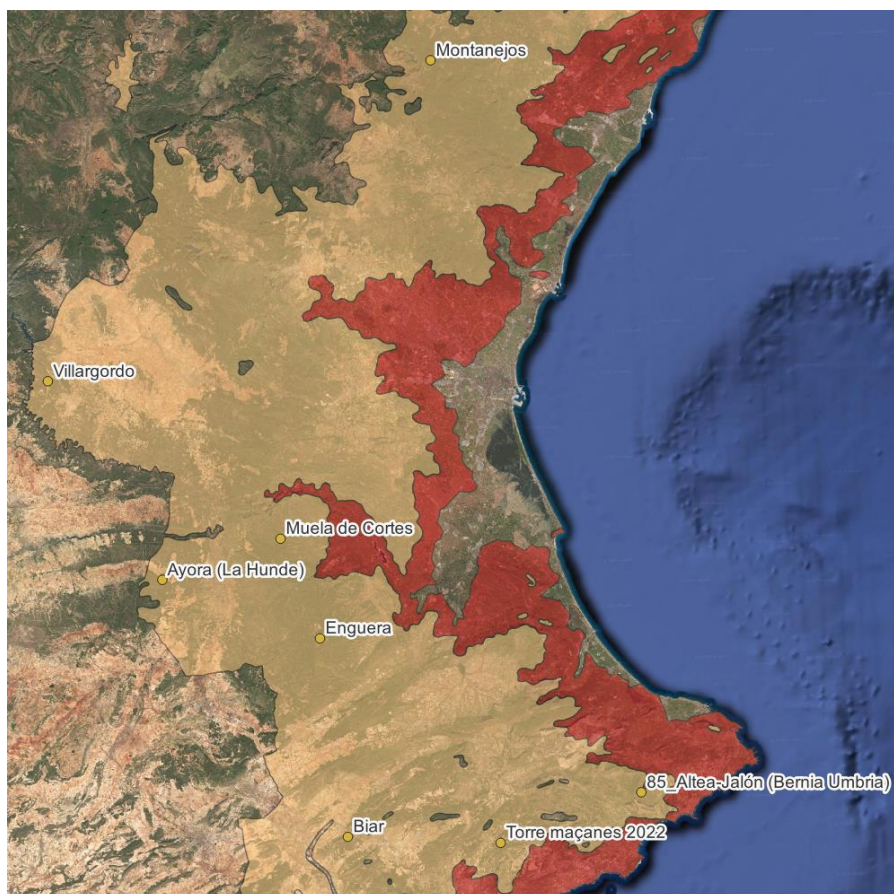 Montanejos
Villargordo
Muela de Cortes
Ayora (La Hunde)
Enguera
85_Altea-Jalón (Bernia Umbria)
Biar
Torre maçanes 2022